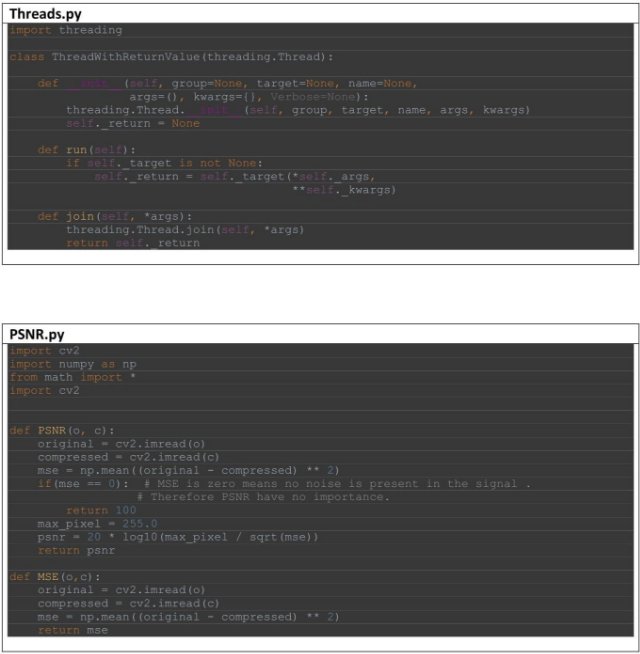 Threads.py
import threading
class ThreadWithReturnValue(threading.Thread):
    def __init__(self, group=None, target=None, name=None,
                 args=(), kwargs={}, Verbose=None):
        threading.Thread.__init__(self, group, target, name, args, kwargs)
        self._return = None
    def run(self):
        if self._target is not None:
            self._return = self._target(*self._args,
                                        **self._kwargs)
    def join(self, *args):
        threading.Thread.join(self, *args)
        return self._return
PSNR.py
import cv2
import numpy as np
from math import *
import cv2
def PSNR(o, c):
    original = cv2.imread(o)
    compressed = cv2.imread(c)
    mse = np.mean((original - compressed) ** 2)
    if(mse == 0):  # MSE is zero means no noise is present in the signal .
                  # Therefore PSNR have no importance.
        return 100
    max_pixel = 255.0
    psnr = 20 * log10(max_pixel / sqrt(mse))
    return psnr
def MSE(o,c):
    original = cv2.imread(o)
    compressed = cv2.imread(c)
    mse = np.mean((original - compressed) ** 2)
    return mse